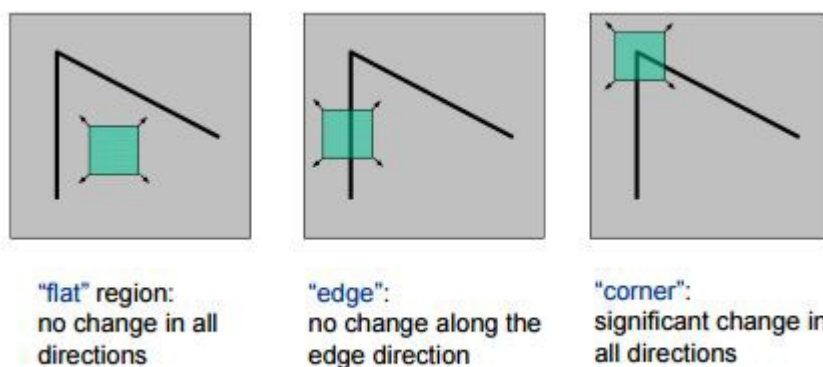 “flat” region:
no change in all
directions
“edge”:
no change along the
edge direction
“corner”:
significant change in
all directions